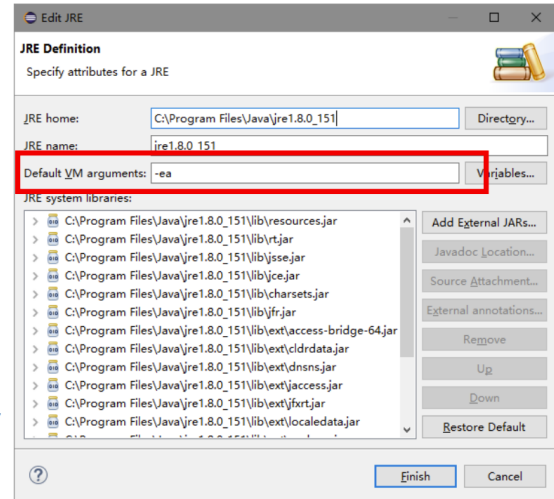 Edit JRE
JRE Definition
Specify attributes for a JRE
JRE home:
C:\Program Files\Java\jre1.8.0_151
Directory...
JRE name:
jre1.8.0_151
Default VM arguments:
-ea
Variables...
JRE system libraries:
C:\Program Files\Java\jre1.8.0_151\lib\resources.jar
C:\Program Files\Java\jre1.8.0_151\lib\rt.jar
C:\Program Files\Java\jre1.8.0_151\lib\jsse.jar
C:\Program Files\Java\jre1.8.0_151\lib\jce.jar
C:\Program Files\Java\jre1.8.0_151\lib\charsets.jar
C:\Program Files\Java\jre1.8.0_151\lib\jfr.jar
C:\Program Files\Java\jre1.8.0_151\lib\ext\access-bridge-64.jar
C:\Program Files\Java\jre1.8.0_151\lib\ext\cldrdata.jar
C:\Program Files\Java\jre1.8.0_151\lib\ext\dnsns.jar
C:\Program Files\Java\jre1.8.0_151\lib\ext\jaccess.jar
C:\Program Files\Java\jre1.8.0_151\lib\ext\jfxrt.jar
C:\Program Files\Java\jre1.8.0_151\lib\ext\localedata.jar
Add External JARs...
Javadoc Location...
Source Attachment...
External annotations...
Remove
Up
Down
Restore Default
Finish
Cancel